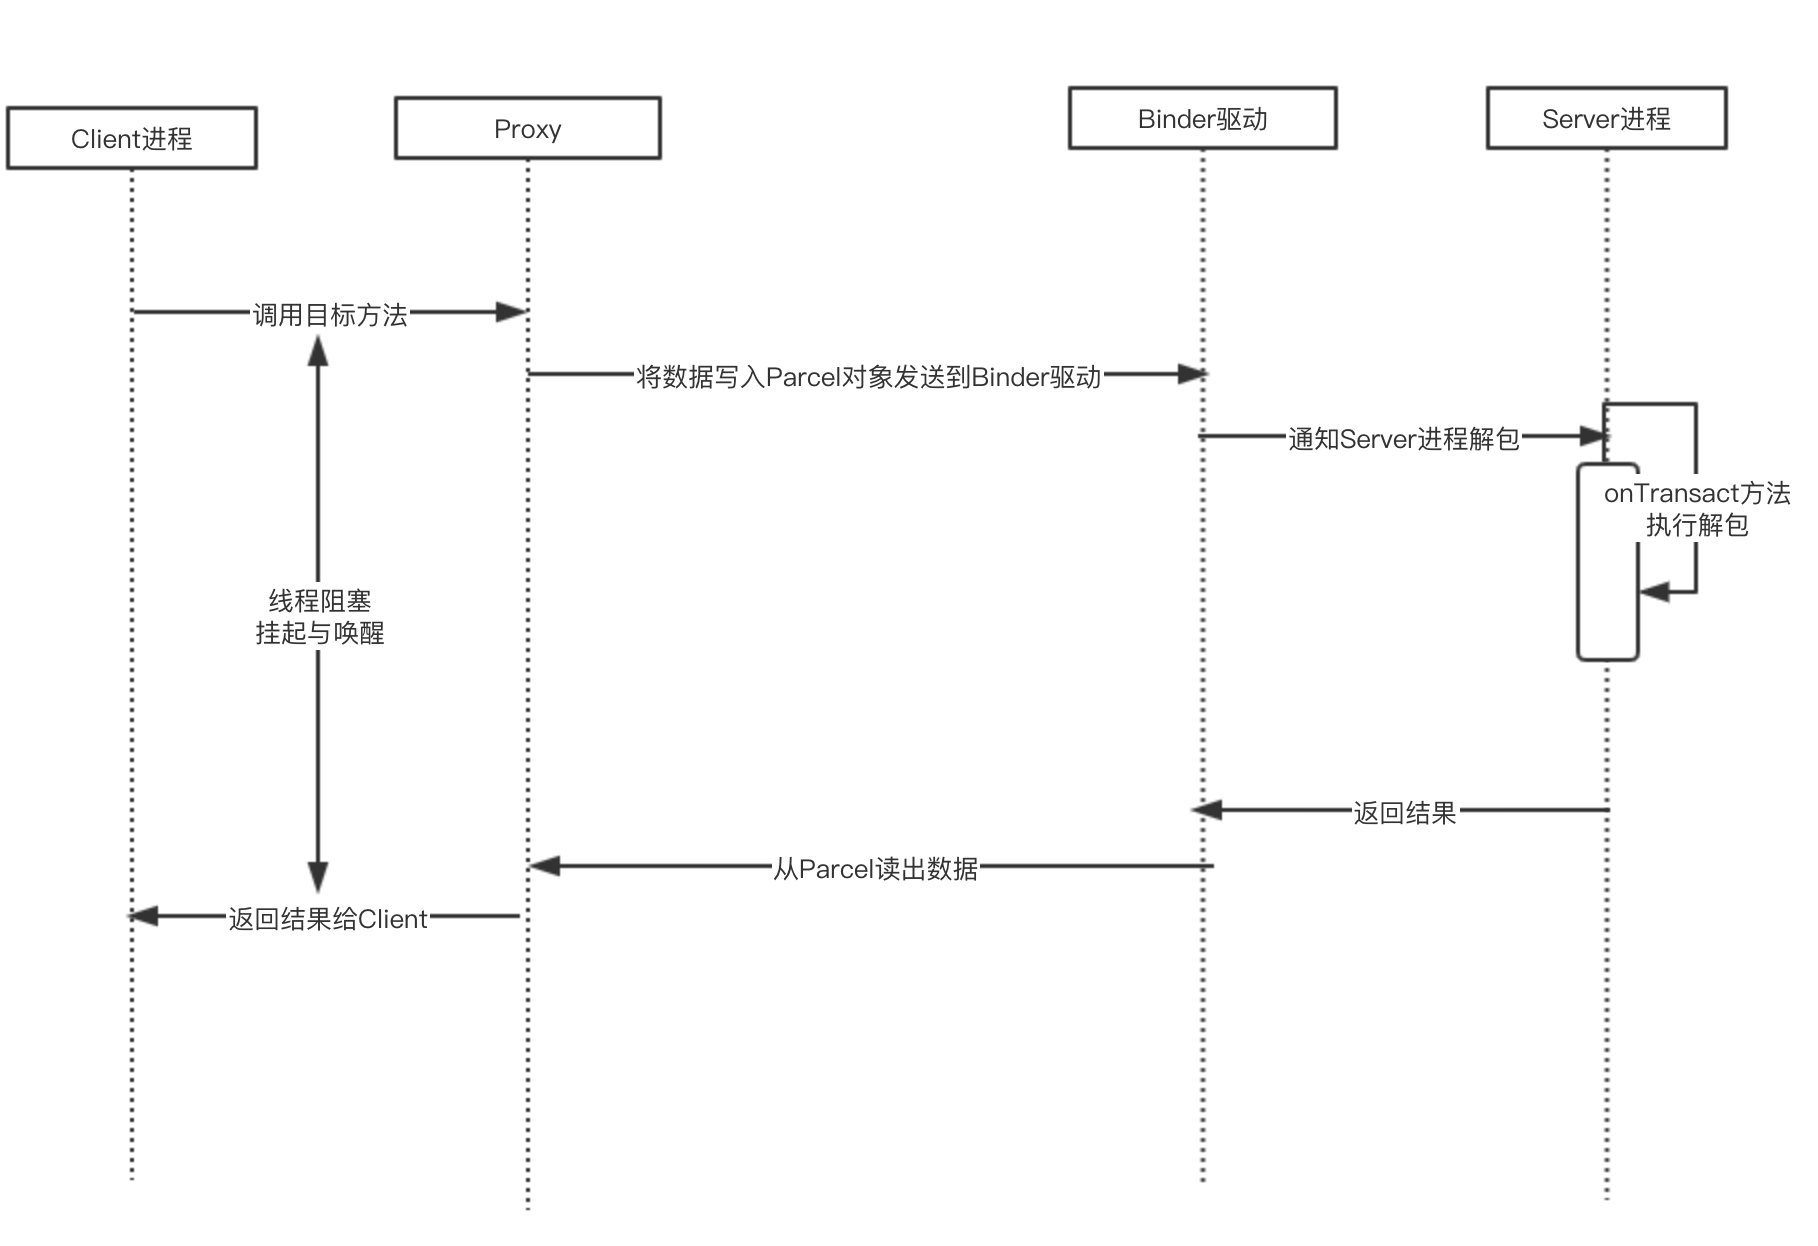 Client进程
Proxy
Binder驱动
Server进程
调用目标方法
将数据写入Parcel对象发送到Binder驱动
通知Server进程解包
onTransact方法
执行解包
线程阻塞
挂起与唤醒
返回结果
从Parcel读出数据
返回结果给Client